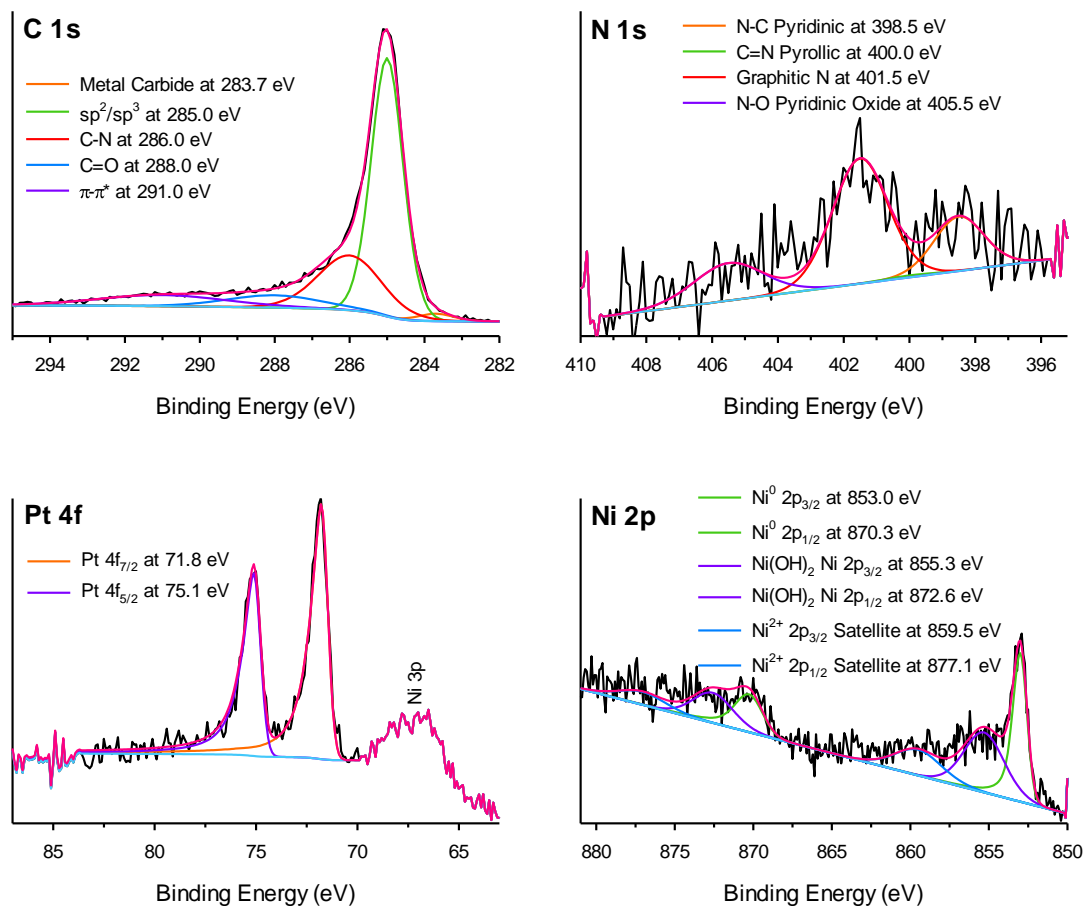 C 1s
Metal Carbide at 283.7 eV
sp²/sp³ at 285.0 eV
C-N at 286.0 eV
C=O at 288.0 eV
π-π* at 291.0 eV
294 292 290 288 286 284 282
Binding Energy (eV)
N 1s
N-C Pyridinic at 398.5 eV
C=N Pyrollic at 400.0 eV
Graphitic N at 401.5 eV
N-O Pyridinic Oxide at 405.5 eV
410 408 406 404 402 400 398 396
Binding Energy (eV)
Pt 4f
Pt 4f₇/₂ at 71.8 eV
Pt 4f₅/₂ at 75.1 eV
Ni 3p
85 80 75 70 65
Binding Energy (eV)
Ni 2p
Ni⁰ 2p₃/₂ at 853.0 eV
Ni⁰ 2p₁/₂ at 870.3 eV
Ni(OH)₂ Ni 2p₃/₂ at 855.3 eV
Ni(OH)₂ Ni 2p₁/₂ at 872.6 eV
Ni²⁺ 2p₃/₂ Satellite at 859.5 eV
Ni²⁺ 2p₁/₂ Satellite at 877.1 eV
880 875 870 865 860 855 850
Binding Energy (eV)